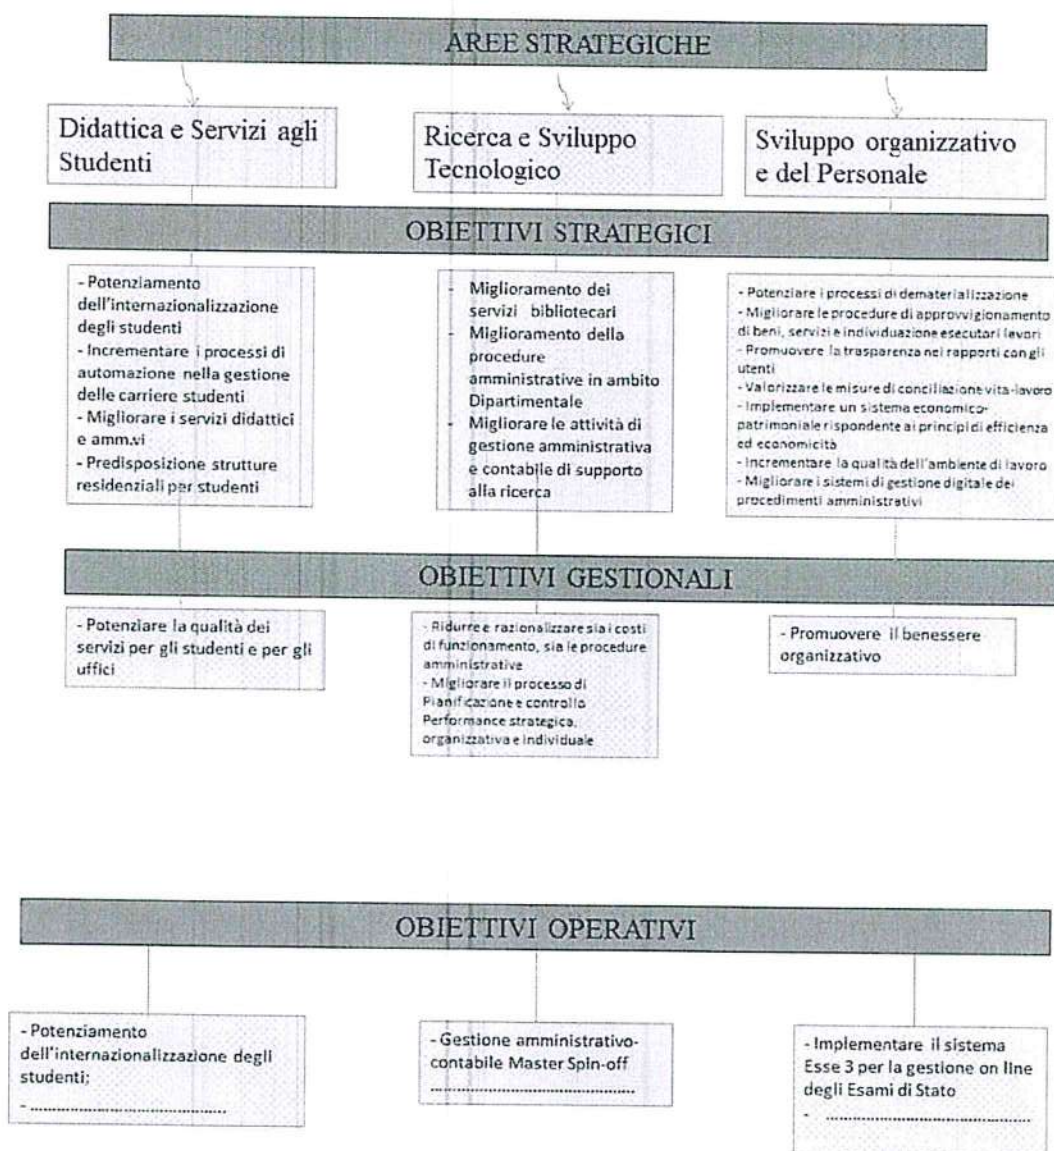 AREE STRATEGICHE
Didattica e Servizi agli
Studenti
Ricerca e Sviluppo
Tecnologico
Sviluppo organizzativo
e del Personale
OBIETTIVI STRATEGICI
- Potenziamento
dell'internazionalizzazione
degli studenti
- Incrementare i processi di
automazione nella gestione
delle carriere studenti
- Migliorare i servizi didattici
e amm.vi
- Predisposizione strutture
residenziali per studenti
- Miglioramento dei
servizi bibliotecari
- Miglioramento della
procedure
amministrative in ambito
Dipartimentale
- Migliorare le attività di
gestione amministrativa
e contabile di supporto
alla ricerca
- Potenziare i processi di dematerializzazione
- Migliorare le procedure di approvvigionamento
di beni, servizi e individuazione esecutori lavori
- Promuovere la trasparenza nei rapporti con gli
utenti
- Valorizzare le misure di conciliazione vita-lavoro
- Implementare un sistema economico-
patrimoniale rispondente ai principi di efficienza
ed economicità
- Incrementare la qualità dell'ambiente di lavoro
- Migliorare i sistemi di gestione digitale dei
procedimenti amministrativi
OBIETTIVI GESTIONALI
- Potenziare la qualità dei
servizi per gli studenti e per gli
uffici
- Ridurre e razionalizzare sia i costi
di funzionamento, sia le procedure
amministrative
- Migliorare il processo di
Pianificazione e controllo
Performance strategica,
organizzativa e individuale
- Promuovere il benessere
organizzativo
OBIETTIVI OPERATIVI
- Potenziamento
dell'internazionalizzazione degli
studenti;
- ........................................
- Gestione amministrativo-
contabile Master Spin-off
........................................
- Implementare il sistema
Esse 3 per la gestione on line
degli Esami di Stato
- ........................................